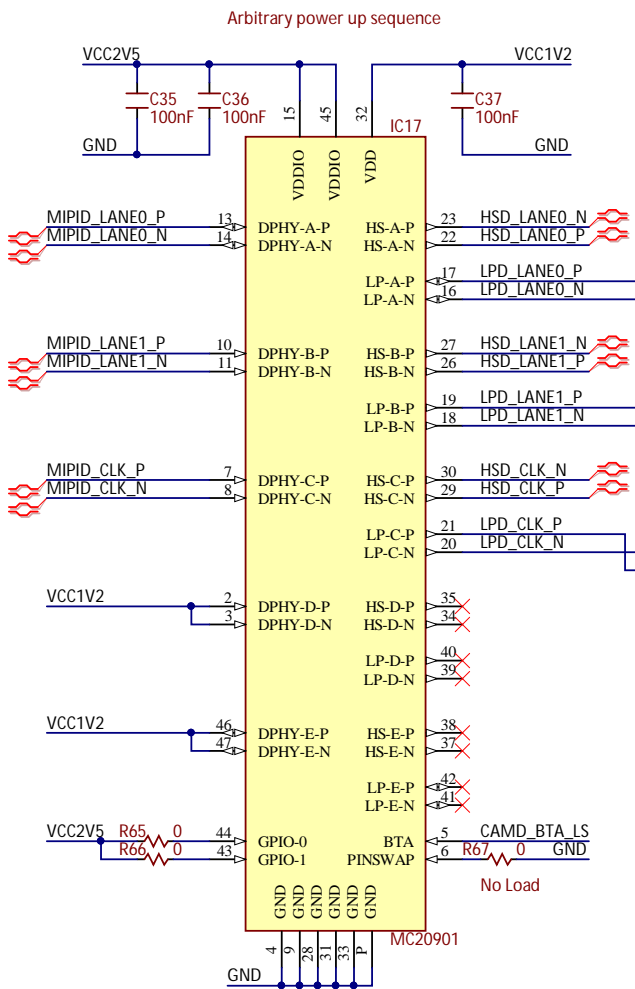 Arbitrary power up sequence
VCC2V5 VCC1V2
C35 C36 C37
100nF 100nF 100nF
15 45 32
GND GND
IC17
VDDIO VDDIO VDD
MIPID_LANE0_P 13 DPHY-A-P HS-A-P 23 HSD_LANE0_N
MIPID_LANE0_N 14 DPHY-A-N HS-A-N 22 HSD_LANE0_P
LP-A-P 17 LPD_LANE0_P
LP-A-N 16 LPD_LANE0_N
MIPID_LANE1_P 10 DPHY-B-P HS-B-P 27 HSD_LANE1_N
MIPID_LANE1_N 11 DPHY-B-N HS-B-N 26 HSD_LANE1_P
LP-B-P 19 LPD_LANE1_P
LP-B-N 18 LPD_LANE1_N
MIPID_CLK_P 7 DPHY-C-P HS-C-P 30 HSD_CLK_N
MIPID_CLK_N 8 DPHY-C-N HS-C-N 29 HSD_CLK_P
LP-C-P 21 LPD_CLK_P
LP-C-N 20 LPD_CLK_N
VCC1V2 2 DPHY-D-P HS-D-P 35
3 DPHY-D-N HS-D-N 34
LP-D-P 40
LP-D-N 39
VCC1V2 46 DPHY-E-P HS-E-P 38
47 DPHY-E-N HS-E-N 37
LP-E-P 42
LP-E-N 41
VCC2V5 R65 0 44 GPIO-0 BTA 5 CAMD_BTA_LS
R66 0 43 GPIO-1 PINSWAP 6 R67 0 GND
No Load
GND GND GND GND GND GND
4 9 28 31 33 P
MC20901
GND